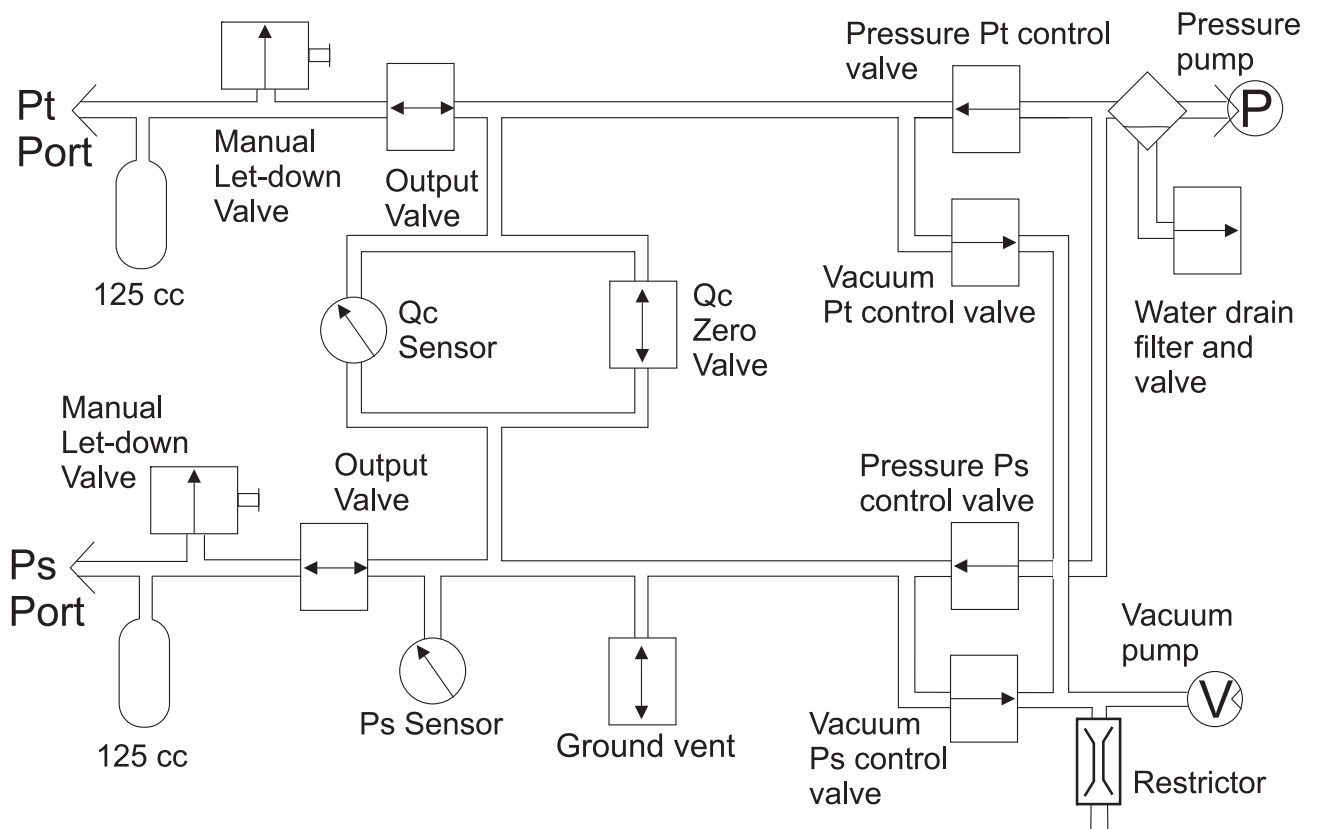 Pressure Pt control
valve
Pressure
pump
Pt
Port
P
Manual
Let-down
Valve
Output
Valve
125 cc
Vacuum
Pt control valve
Water drain
filter and
valve
Qc
Sensor
Qc
Zero
Valve
Manual
Let-down
Valve
Output
Valve
Pressure Ps
control valve
Ps
Port
Vacuum
pump
V
125 cc
Ps Sensor
Ground vent
Vacuum
Ps control
valve
Restrictor